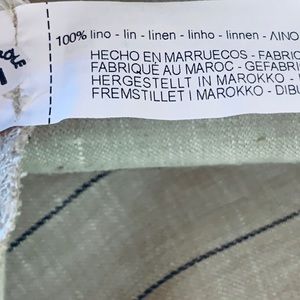 100% lino - lin - linen - linho - linnen - ΛΙΝΟ
HECHO EN MARRUECOS - FABRIC
FABRIQUÉ AU MAROC - GEFABRI
HERGESTELLT IN MAROKKO -
FREMSTILLET I MAROKKO - DIBU